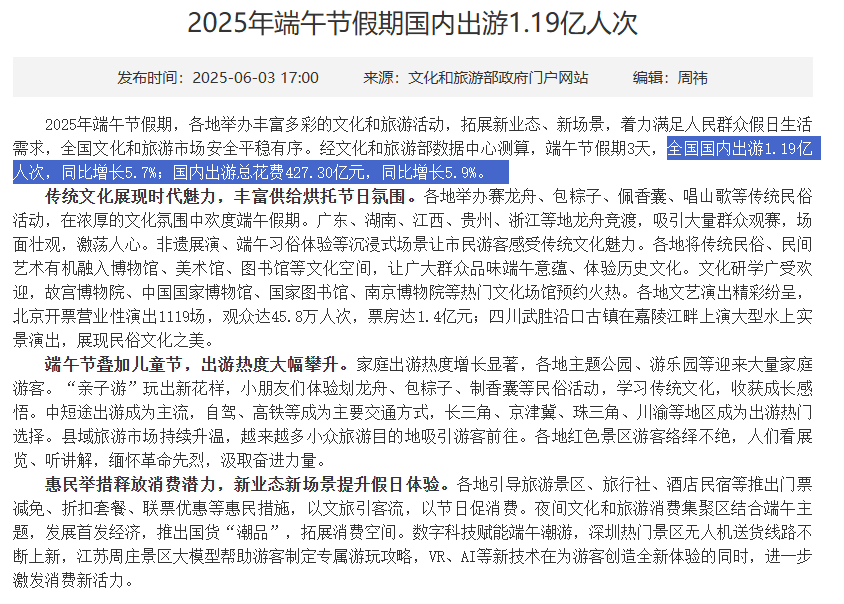 2025年端午节假期国内出游1.19亿人次
发布时间：2025-06-03 17:00 来源：文化和旅游部政府门户网站 编辑：周祎
2025年端午节假期，各地举办丰富多彩的文化和旅游活动，拓展新业态、新场景，着力满足人民群众假日生活
需求，全国文化和旅游市场安全平稳有序。经文化和旅游部数据中心测算，端午节假期3天，全国国内出游1.19亿
人次，同比增长5.7%；国内出游总花费427.30亿元，同比增长5.9%。
传统文化展现时代魅力，丰富供给烘托节日氛围。各地举办赛龙舟、包粽子、佩香囊、唱山歌等传统民俗
活动，在浓厚的文化氛围中欢度端午假期。广东、湖南、江西、贵州、浙江等地龙舟竞渡，吸引大量群众观赛，场
面壮观，激荡人心。非遗展演、端午习俗体验等沉浸式场景让市民游客感受传统文化魅力。各地将传统民俗、民间
艺术有机融入博物馆、美术馆、图书馆等文化空间，让广大群众品味端午意蕴、体验历史文化。文化研学广受欢
迎，故宫博物院、中国国家博物馆、国家图书馆、南京博物院等热门文化场馆预约火热。各地文艺演出精彩纷呈，
北京开票营业性演出1119场，观众达45.8万人次，票房达1.4亿元；四川武胜沿口古镇在嘉陵江畔上演大型水上实
景演出，展现民俗文化之美。
端午节叠加儿童节，出游热度大幅攀升。家庭出游热度增长显著，各地主题公园、游乐园等迎来大量家庭
游客。“亲子游”玩出新花样，小朋友们体验划龙舟、包粽子、制香囊等民俗活动，学习传统文化，收获成长感
悟。中短途出游成为主流，自驾、高铁等成为主要交通方式，长三角、京津冀、珠三角、川渝等地区成为出游热门
选择。县域旅游市场持续升温，越来越多小众旅游目的地吸引游客前往。各地红色景区游客络绎不绝，人们看展
览、听讲解，缅怀革命先烈，汲取奋进力量。
惠民举措释放消费潜力，新业态新场景提升假日体验。各地引导旅游景区、旅行社、酒店民宿等推出门票
减免、折扣套餐、联票优惠等惠民措施，以文旅引客流，以节日促消费。夜间文化和旅游消费集聚区结合端午主
题，发展首发经济，推出国货“潮品”，拓展消费空间。数字科技赋能端午潮游，深圳热门景区无人机送货线路不
断上新，江苏周庄景区大模型帮助游客制定专属游玩攻略，VR、AI等新技术在为游客创造全新体验的同时，进一步
激发消费新活力。